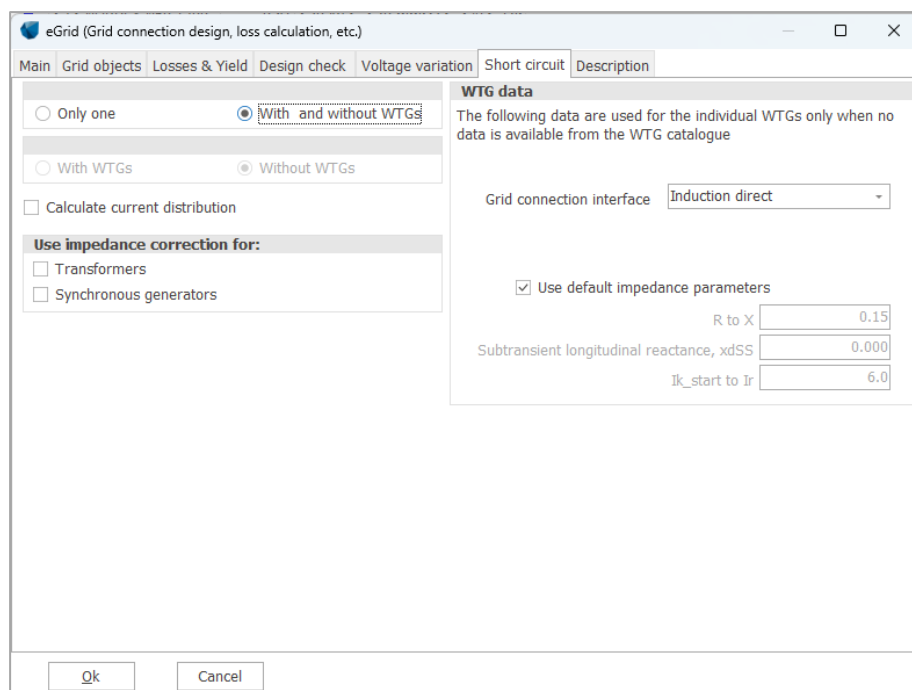 eGrid (Grid connection design, loss calculation, etc.)
Main Grid objects Losses & Yield Design check Voltage variation Short circuit Description
Only one With and without WTGs
With WTGs Without WTGs
Calculate current distribution
Use impedance correction for:
Transformers
Synchronous generators
WTG data
The following data are used for the individual WTGs only when no
data is available from the WTG catalogue
Grid connection interface Induction direct
Use default impedance parameters
R to X 0.15
Subtransient longitudinal reactance, xdSS 0.000
Ik_start to Ir 6.0
Ok Cancel